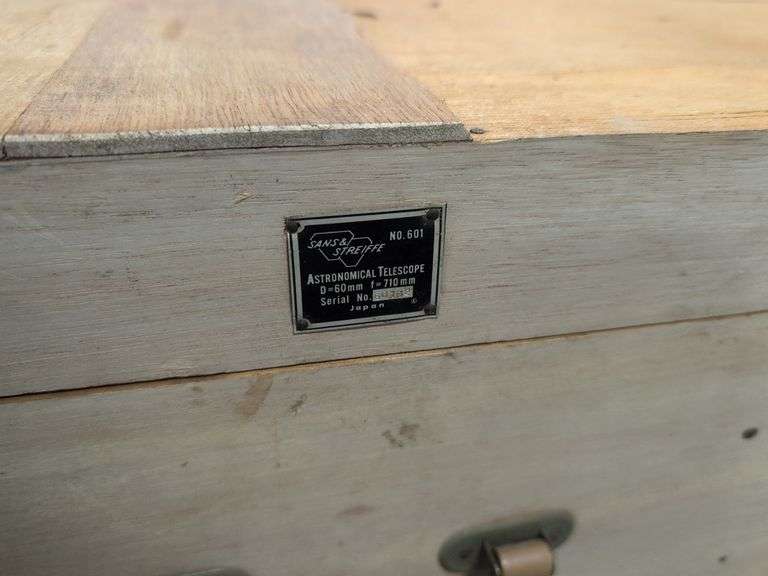 SANS &
STREIFFE
NO. 601
ASTRONOMICAL TELESCOPE
D=60mm f=710mm
Serial No.
Japan